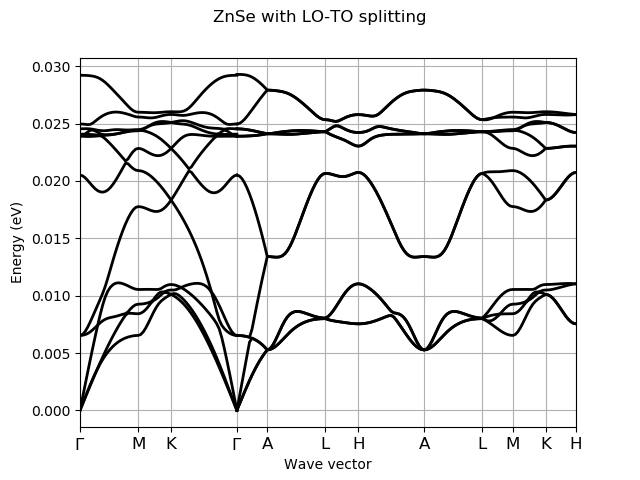 ZnSe with LO-TO splitting
0.030
0.025
0.020
0.015
0.010
0.005
0.000
Energy (eV)
Γ M K Γ A L H A L M K H
Wave vector